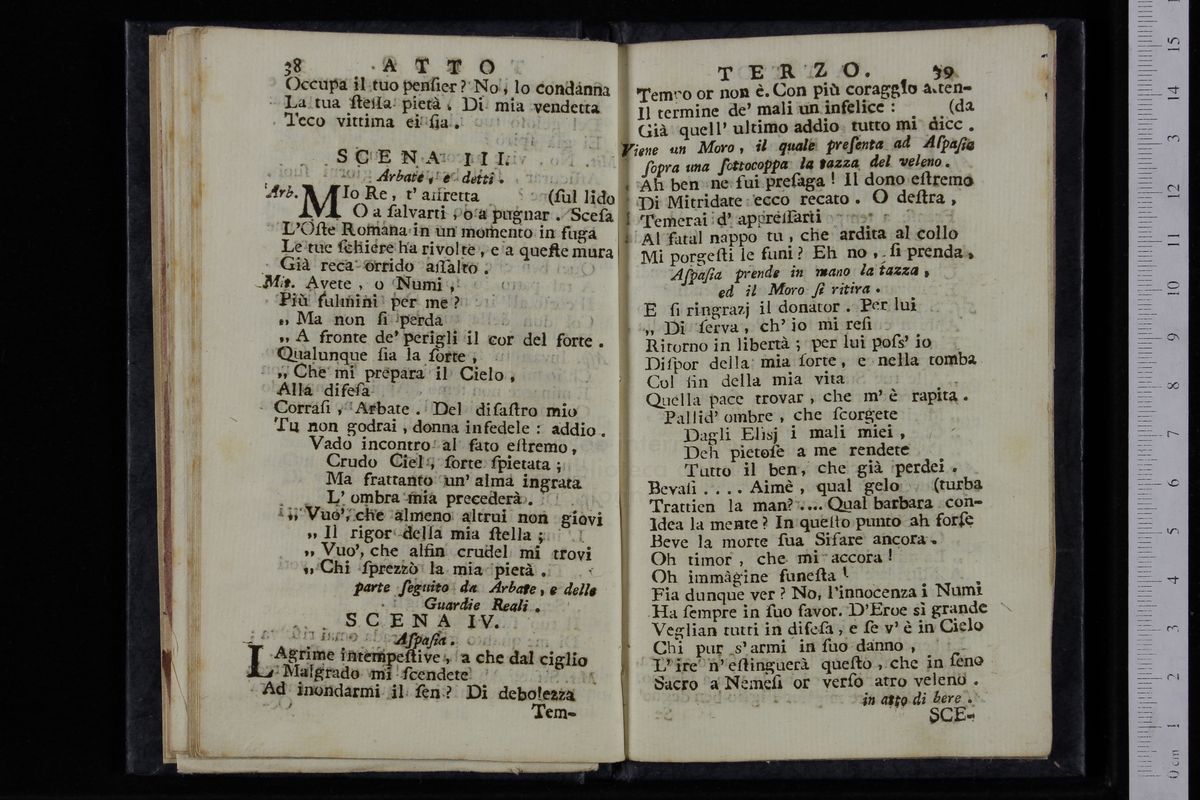 38 ATTO
Occupa il tuo penſier? No, lo condanna
La tua ſteſſa pietà. Di mia vendetta
Teco vittima ei ſia.
SCENA III.
Arbate, e detti.
Arb. MIo Re, t' affretta (ſul lido
O a ſalvarti, o a pugnar. Sceſa
L'Oſte Romana in un momento in fuga
Le tue ſchiere ha rivolte, e a queſte mura
Già reca orrido aſſalto.
Mit. Avete, o Numi,
Più fulmini per me?
„ Ma non ſi perda
„ A fronte de' perigli il cor del forte.
Qualunque ſia la ſorte,
„ Che mi prepara il Cielo,
Alla difeſa
Corraſi, Arbate. Del diſaſtro mio
Tu non godrai, donna infedele: addio.
Vado incontro al fato eſtremo,
Crudo Ciel, ſorte ſpietata;
Ma frattanto un' alma ingrata
L' ombra mia precederà.
„ Vuo', che almeno altrui non giovi
„ Il rigor della mia ſtella;
„ Vuo', che alfin crudel mi trovi
„ Chi ſprezzò la mia pietà.
parte ſeguito da Arbate, e delle
Guardie Reali.
SCENA IV.
Aſpaſia.
LAgrime intempeſtive, a che dal ciglio
Malgrado mi ſcendete
Ad inondarmi il ſen? Di debolezza
Tem-
TERZO. 39
Tempo or non è. Con più coraggio atten-
Il termine de' mali un infelice: (da
Già quell' ultimo addio tutto mi dice.
Viene un Moro, il quale preſenta ad Aſpaſia
ſopra una ſottocoppa la tazza del veleno.
Ah ben ne fui preſaga! Il dono eſtremo
Di Mitridate ecco recato. O deſtra,
Temerai d' appreſſarti
Al fatal nappo tu, che ardita al collo
Mi porgeſti le funi? Eh no, ſi prenda,
Aſpaſia prende in mano la tazza,
ed il Moro ſi ritira.
E ſi ringrazj il donator. Per lui
„ Di ſerva, ch' io mi reſi
Ritorno in libertà; per lui poſs' io
Diſpor della mia ſorte, e nella tomba
Col fin della mia vita
Quella pace trovar, che m' è rapita.
Pallid' ombre, che ſcorgete
Dagli Elisj i mali miei,
Deh pietoſe a me rendete
Tutto il ben, che già perdei.
Bevaſi.... Aimè, qual gelo (turba
Trattien la man?.... Qual barbara con-
Idea la mente? In queſto punto ah forſe
Beve la morte ſua Sifare ancora.
Oh timor, che mi accora!
Oh immàgine funeſta!
Fia dunque ver? No, l'innocenza i Numi
Ha ſempre in ſuo favor. D'Eroe sì grande
Veglian tutti in difeſa, e ſe v' è in Cielo
Chi pur s'armi in ſuo danno,
L' ire n' eſtinguerà queſto, che in ſeno
Sacro a Nemeſi or verſo atro veleno.
in atto di bere.
SCE-
0 cm 1 2 3 4 5 6 7 8 9 10 11 12 13 14 15